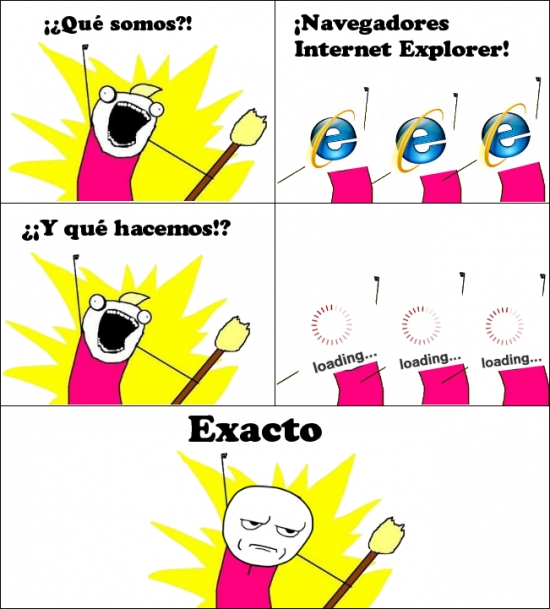 ¡¿Qué somos?!
¡Navegadores
Internet Explorer!
¿¡Y qué hacemos!?
loading...
loading...
loading...
Exacto